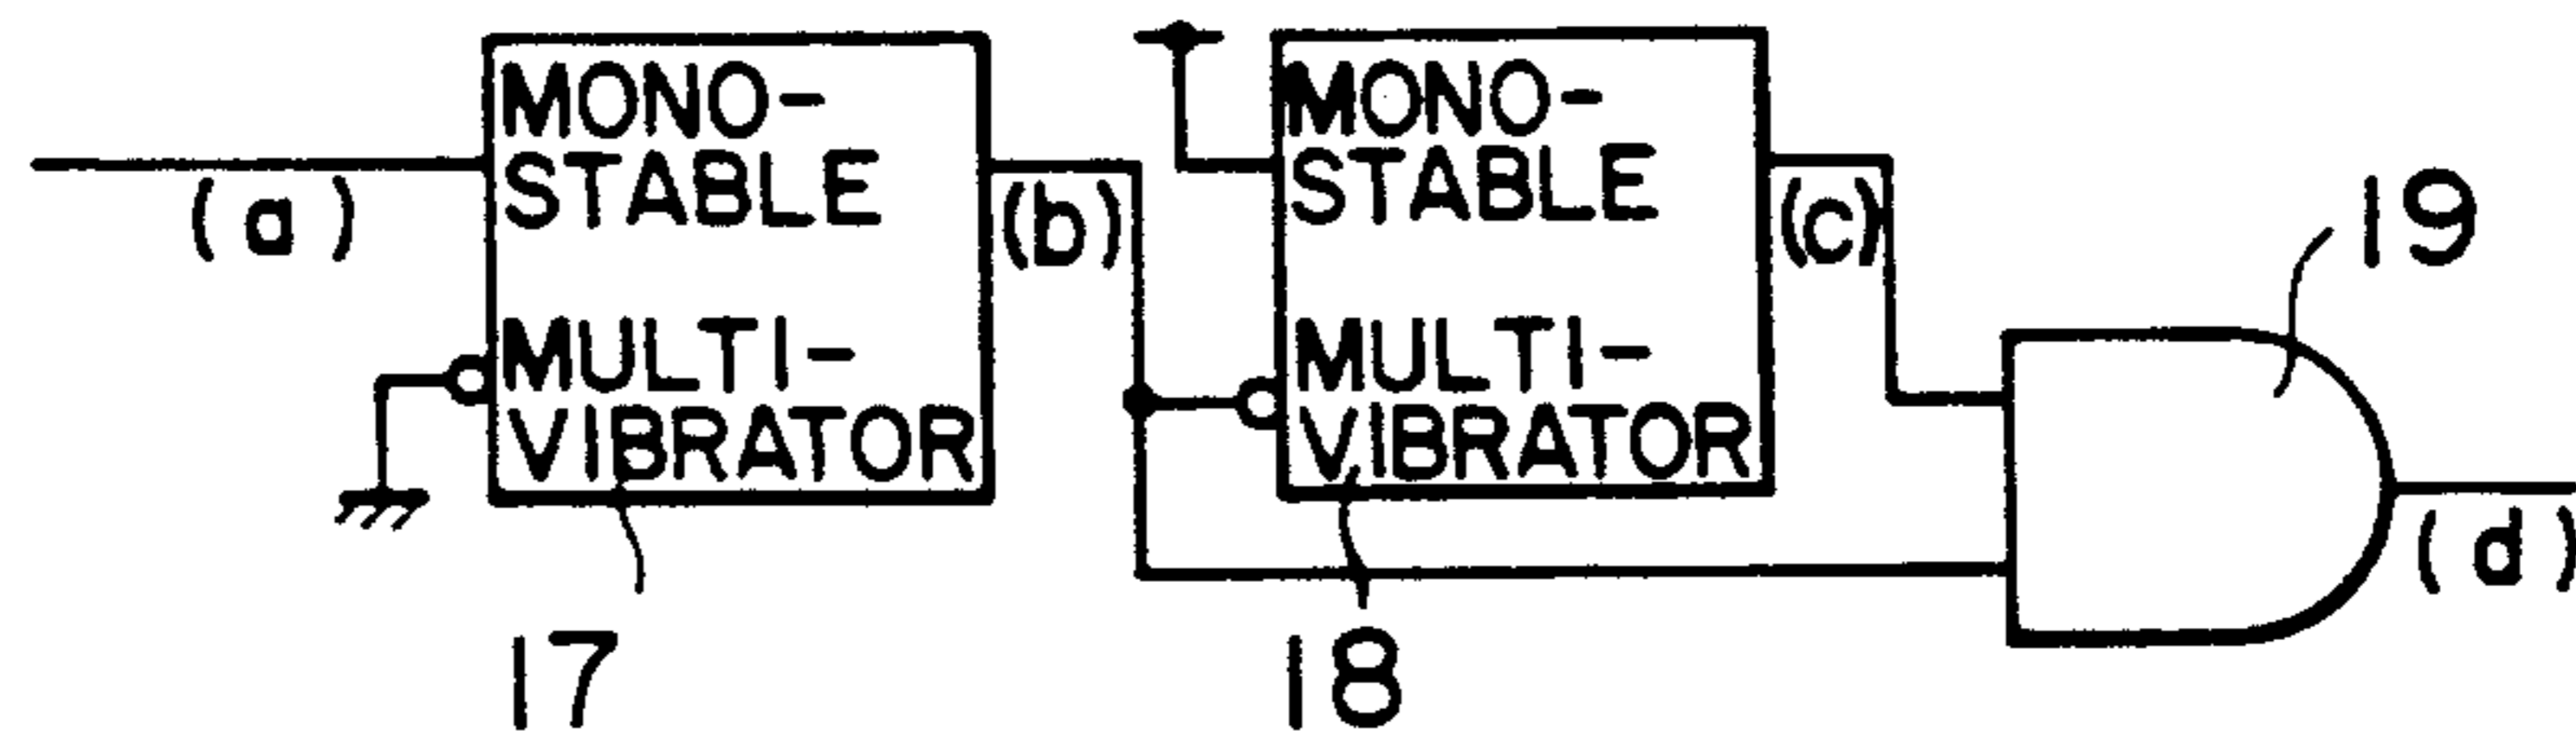 MONO-
STABLE
MULTI-
VIBRATOR
MONO-
STABLE
MULTI-
VIBRATOR
(a)
(b)
(c)
(d)
17
18
19